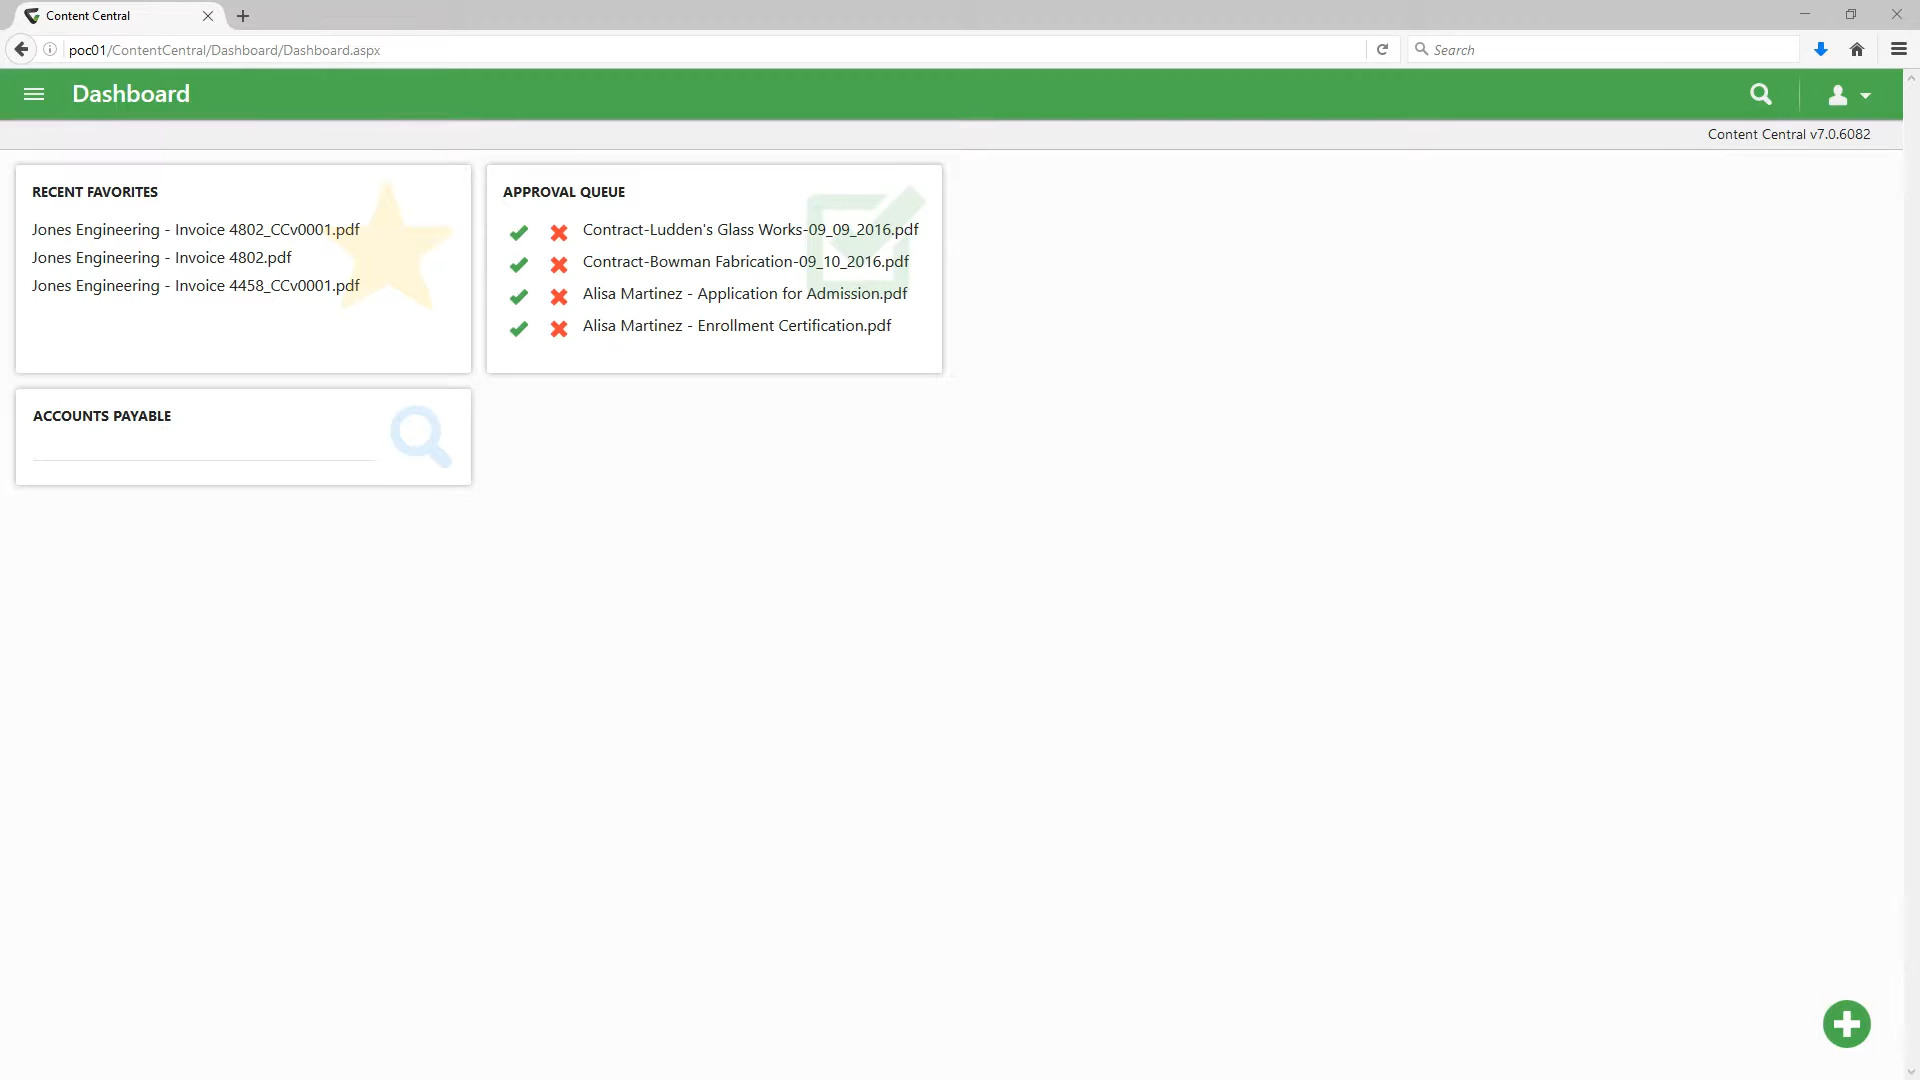 Content Central
poc01/ContentCentral/Dashboard/Dashboard.aspx
Search
Dashboard
Content Central v7.0.6082
RECENT FAVORITES
Jones Engineering - Invoice 4802_CCv0001.pdf
Jones Engineering - Invoice 4802.pdf
Jones Engineering - Invoice 4458_CCv0001.pdf
APPROVAL QUEUE
Contract-Ludden's Glass Works-09_09_2016.pdf
Contract-Bowman Fabrication-09_10_2016.pdf
Alisa Martinez - Application for Admission.pdf
Alisa Martinez - Enrollment Certification.pdf
ACCOUNTS PAYABLE